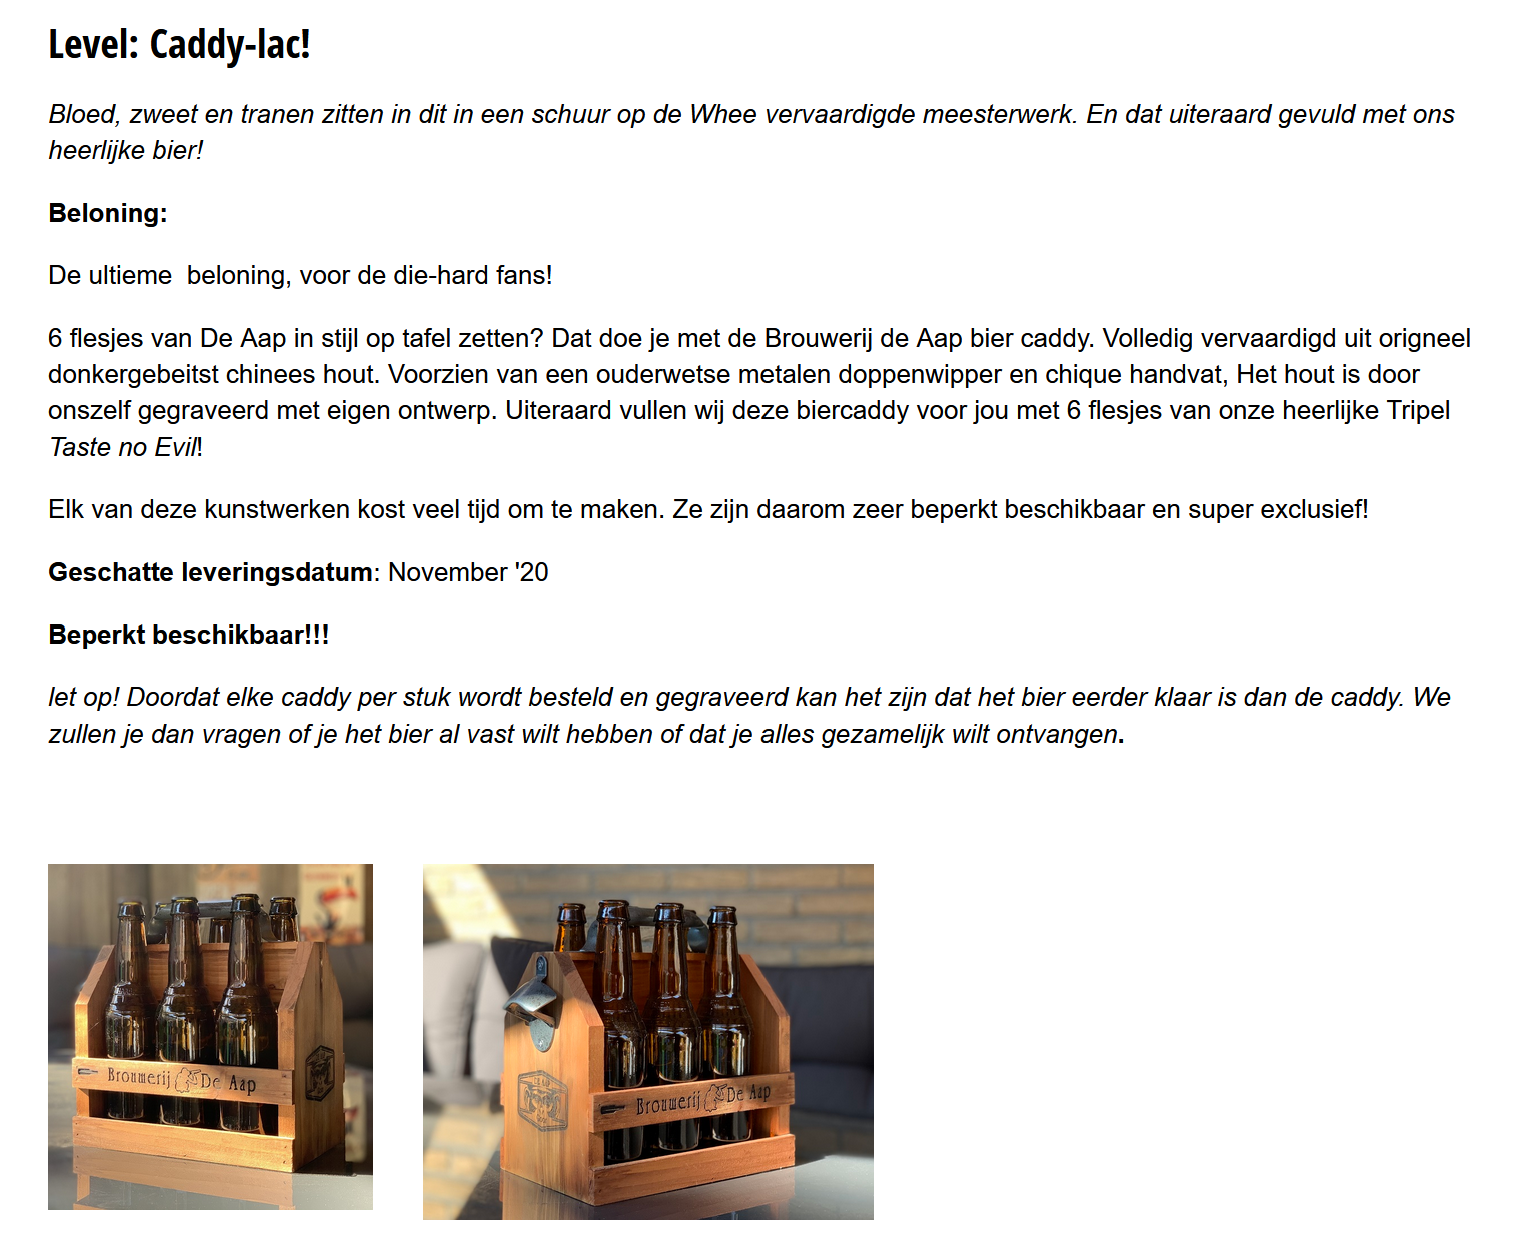 Level: Caddy-lac!
Bloed, zweet en tranen zitten in dit in een schuur op de Whee vervaardigde meesterwerk. En dat uiteraard gevuld met ons
heerlijke bier!
Beloning:
De ultieme  beloning, voor de die-hard fans!
6 flesjes van De Aap in stijl op tafel zetten? Dat doe je met de Brouwerij de Aap bier caddy. Volledig vervaardigd uit origneel
donkergebeitst chinees hout. Voorzien van een ouderwetse metalen doppenwipper en chique handvat, Het hout is door
onszelf gegraveerd met eigen ontwerp. Uiteraard vullen wij deze biercaddy voor jou met 6 flesjes van onze heerlijke Tripel
Taste no Evil!
Elk van deze kunstwerken kost veel tijd om te maken. Ze zijn daarom zeer beperkt beschikbaar en super exclusief!
Geschatte leveringsdatum: November '20
Beperkt beschikbaar!!!
let op! Doordat elke caddy per stuk wordt besteld en gegraveerd kan het zijn dat het bier eerder klaar is dan de caddy. We
zullen je dan vragen of je het bier al vast wilt hebben of dat je alles gezamelijk wilt ontvangen.
Brouwerij De Aap
Brouwerij De Aap